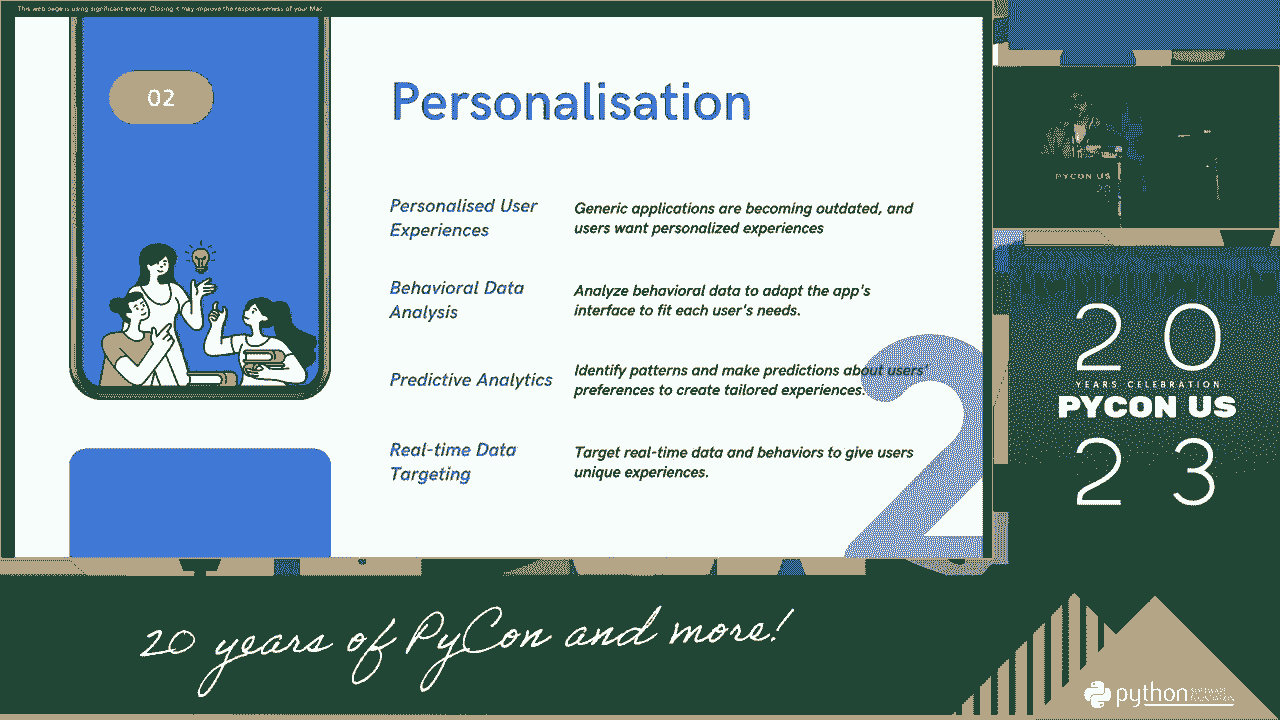 This web page is using significant energy. Closing it may improve the responsiveness of your Mac
02
Personalisation
Personalised User
Experiences
Generic applications are becoming outdated, and
users want personalized experiences
Behavioral Data
Analysis
Analyze behavioral data to adapt the app's
interface to fit each user's needs.
Predictive Analytics
Identify patterns and make predictions about users'
preferences to create tailored experiences.
Real-time Data
Targeting
Target real-time data and behaviors to give users
unique experiences.
2
PYCON US
20
20
YEARS CELEBRATION
PYCON US
23
20 years of PyCon and more!
python
SOFTWARE
FOUNDATION